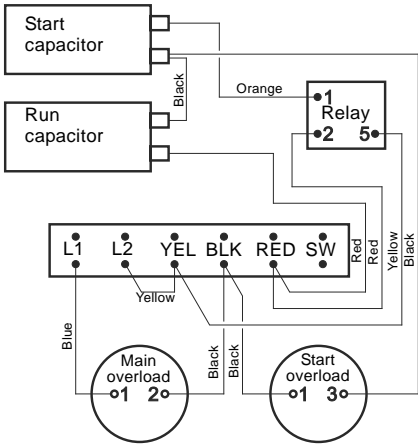 Start
capacitor
Black
Orange
1
Relay
2 5
Run
capacitor
L1 L2 YEL BLK RED SW
Red
Red
Yellow
Black
Yellow
Blue
Black
Black
Main
overload
1 2
Start
overload
1 3